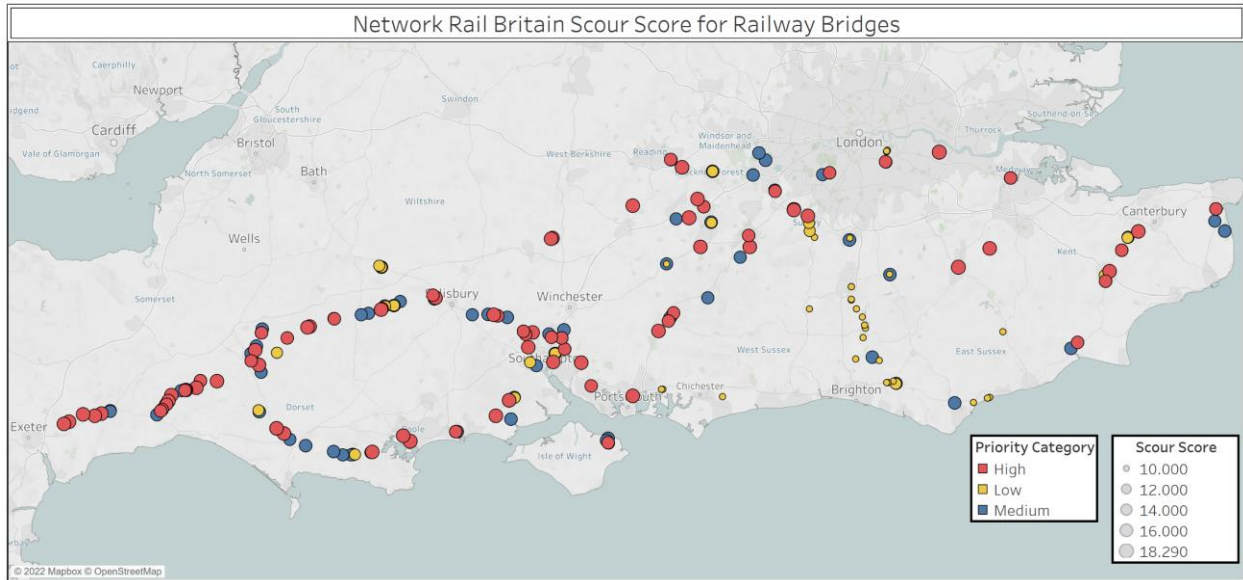 Network Rail Britain Scour Score for Railway Bridges
Caerphilly
Newport
Cardiff
Vale of Glamorgan
South
Gloucestershire
Swindon
Bristol
North Somerset
Bath
West Berkshire
Reading
Windsor and
Maidenhead
London
Thurrock
Southend-on-Sea
Medway
Wiltshire
Canterbury
Wells
Surrey
Kent
Somerset
Salisbury
Winchester
Southampton
West Sussex
East Sussex
Dorset
Portsmouth
Chichester
Brighton
Exeter
Poole
Isle of Wight
Priority Category
High
Low
Medium
Scour Score
10.000
12.000
14.000
16.000
18.290
© 2022 Mapbox © OpenStreetMap